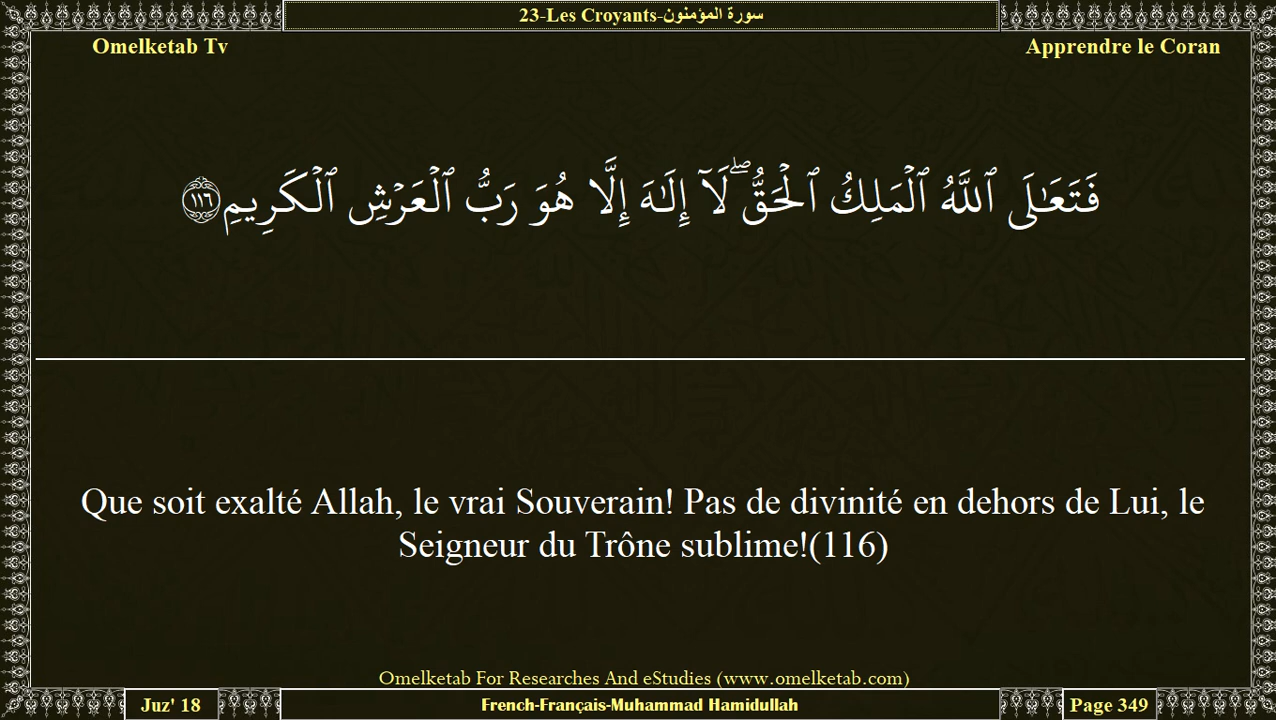 23-Les Croyants-سورة المؤمنون
Omelketab Tv
Apprendre le Coran
فَتَعَٰلَى ٱللَّهُ ٱلْمَلِكُ ٱلْحَقُّ ۖ لَآ إِلَٰهَ إِلَّا هُوَ رَبُّ ٱلْعَرْشِ ٱلْكَرِيمِ ١١٦
Que soit exalté Allah, le vrai Souverain! Pas de divinité en dehors de Lui, le
Seigneur du Trône sublime!(116)
Omelketab For Researches And eStudies (www.omelketab.com)
Juz' 18
French-Français-Muhammad Hamidullah
Page 349